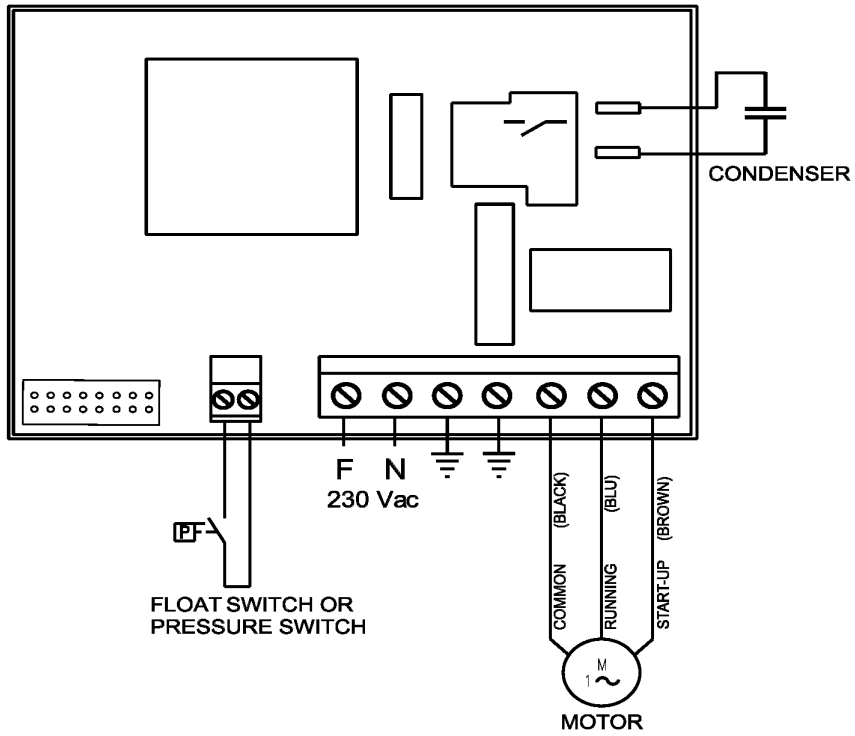 CONDENSER
F N
230 Vac
P
FLOAT SWITCH OR
PRESSURE SWITCH
COMMON (BLACK)
RUNNING (BLU)
START-UP (BROWN)
M
1
MOTOR